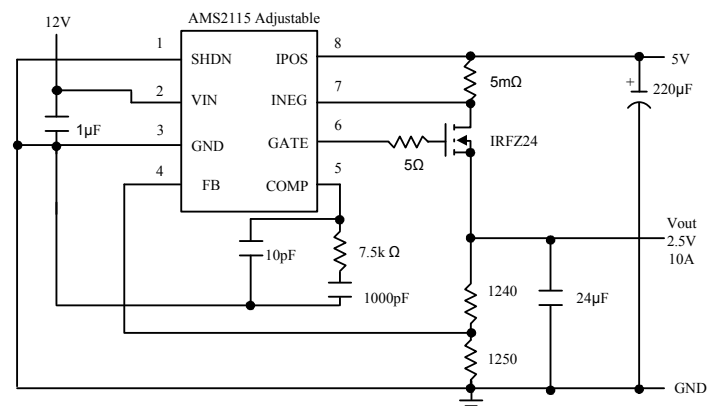 AMS2115 Adjustable
12V
1
SHDN
IPOS
8
5V
5mΩ
+
220µF
2
VIN
INEG
7
1µF
3
GND
GATE
6
5Ω
IRFZ24
4
FB
COMP
5
10pF
7.5k Ω
1000pF
Vout
2.5V
10A
1240
24µF
1250
GND